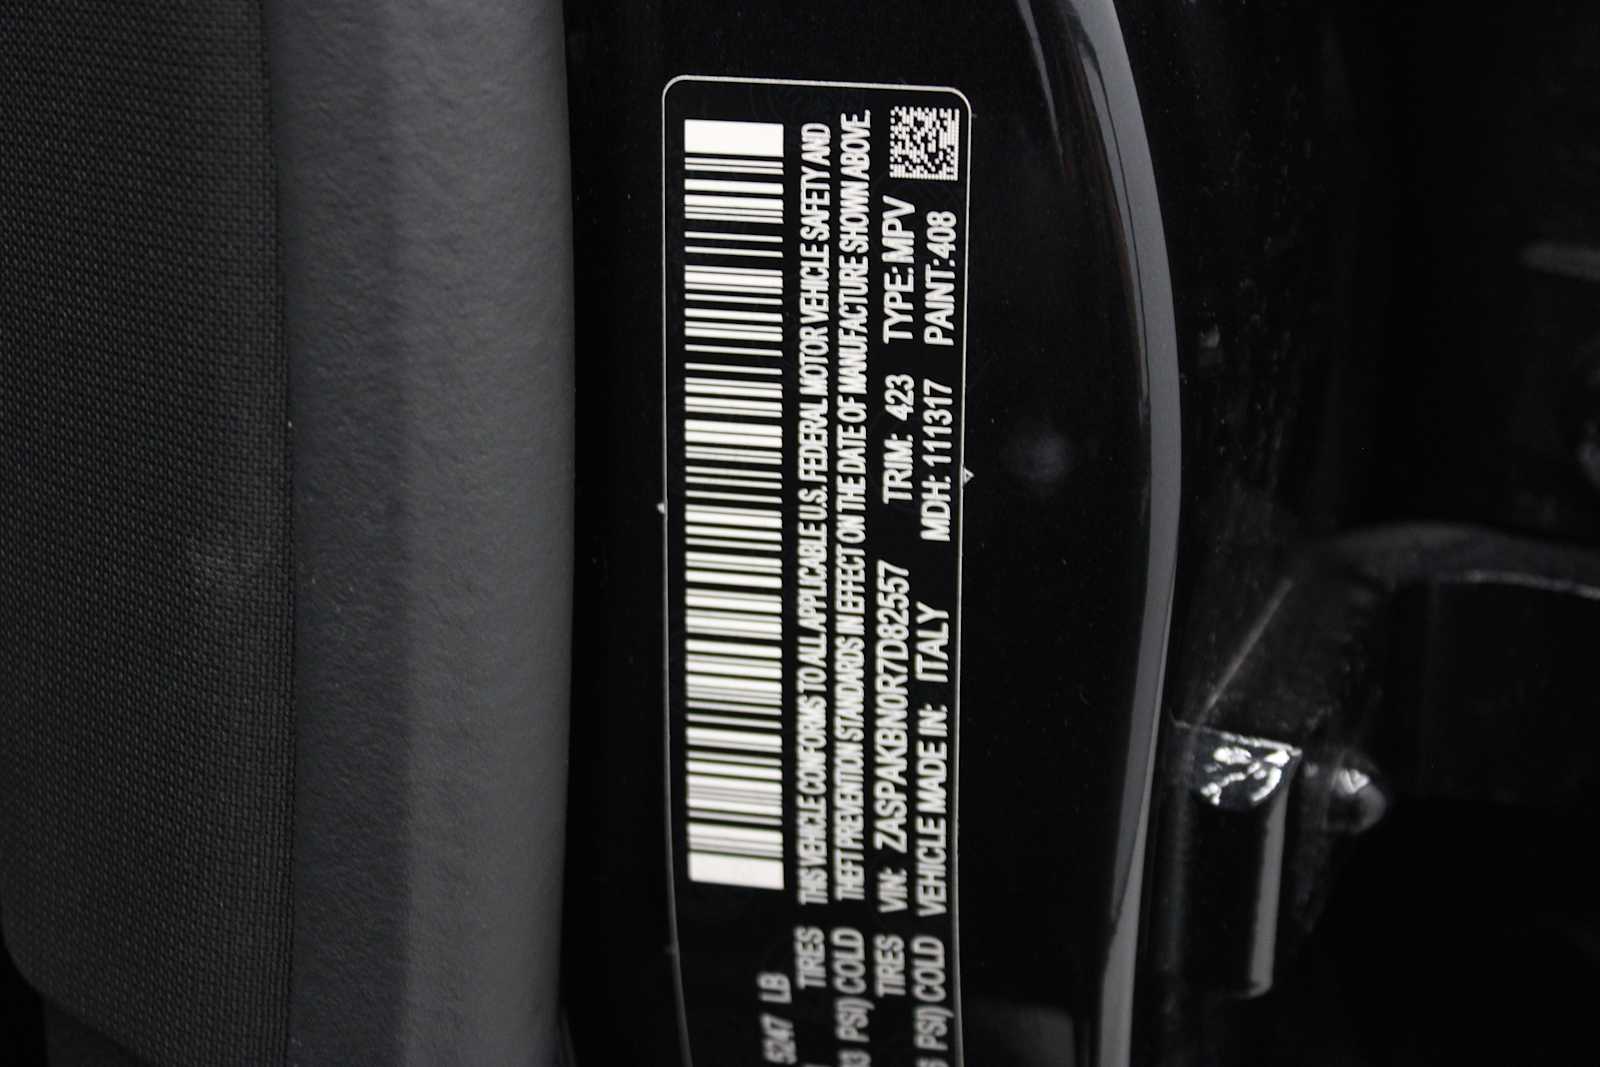 5247 LB
TIRES THIS VEHICLE CONFORMS TO ALL APPLICABLE U.S. FEDERAL MOTOR VEHICLE SAFETY AND
PSI) COLD THEFT PREVENTION STANDARDS IN EFFECT ON THE DATE OF MANUFACTURE SHOWN ABOVE.
TIRES VIN: ZASPAKBN0R7D82557 TRIM: 423 TYPE: MPV
PSI) COLD VEHICLE MADE IN: ITALY MDH: 111317 PAINT: 408